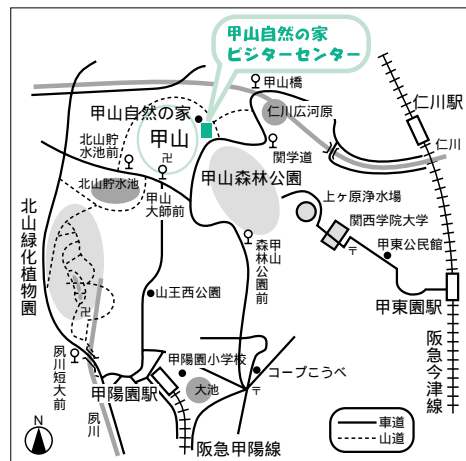 甲山自然の家
ビジターセンター
甲山橋
仁川駅
甲山自然の家
仁川広河原
仁川
北山貯
水池前
甲山
卍
関学道
北山貯水池
甲山
大師前
甲山森林公園
上ヶ原浄水場
関西学院大学
〒
甲東公民館
北山緑化植物園
甲山
森林
公園前
甲東園駅
山王西公園
卍
阪急今津線
夙川短大前
甲陽園小学校
コープこうべ
甲陽園駅
大池
〒
夙川
阪急甲陽線
車道
山道
N